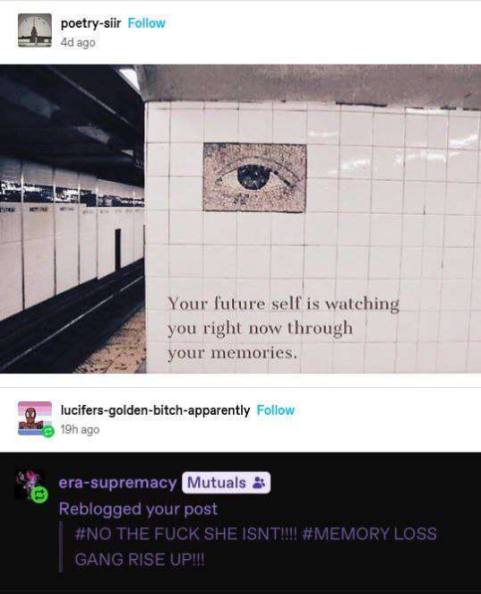 poetry-siir Follow
4d ago
Your future self is watching
you right now through
your memories.
lucifers-golden-bitch-apparently Follow
19h ago
era-supremacy Mutuals
Reblogged your post
#NO THE FUCK SHE ISNT!!!! #MEMORY LOSS
GANG RISE UP!!!